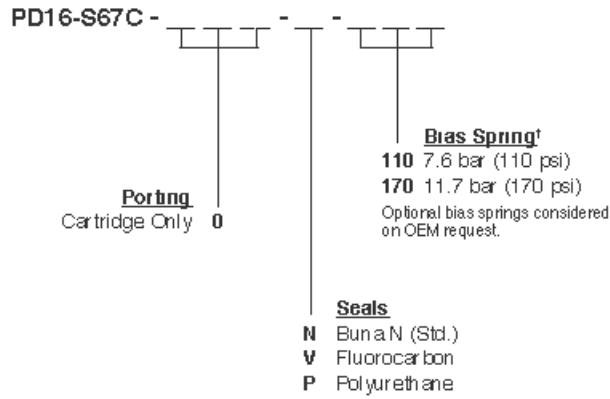 PD16-S67C - _ _ _ - _ - _ _ _
Bias Spring†
110 7.6 bar (110 psi)
170 11.7 bar (170 psi)
Optional bias springs considered
on OEM request.
Porting
Cartridge Only 0
Seals
N Buna N (Std.)
V Fluorocarbon
P Polyurethane